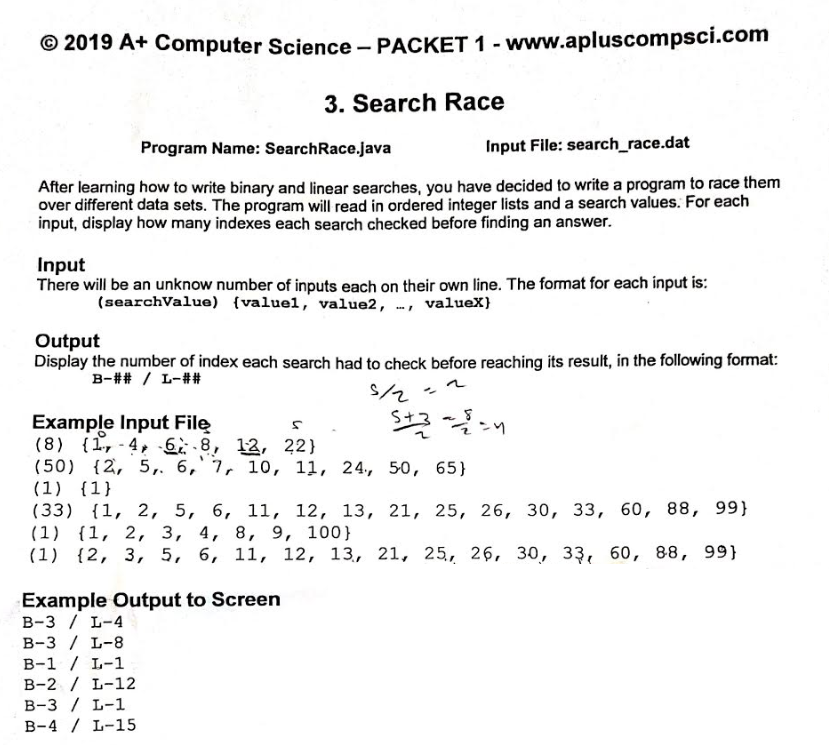 © 2019 A+ Computer Science – PACKET 1 - www.apluscompsci.com
3. Search Race
Program Name: SearchRace.java    Input File: search_race.dat
After learning how to write binary and linear searches, you have decided to write a program to race them
over different data sets. The program will read in ordered integer lists and a search values. For each
input, display how many indexes each search checked before finding an answer.
Input
There will be an unknow number of inputs each on their own line. The format for each input is:
(searchValue) {value1, value2, …, valueX}
Output
Display the number of index each search had to check before reaching its result, in the following format:
B-## / L-##
5/2 = 2
5+3/2 = 8/2 = 4
Example Input File
(8) {1, 4, 6, 8, 12, 22}
(50) {2, 5, 6, 7, 10, 11, 24, 50, 65}
(1) {1}
(33) {1, 2, 5, 6, 11, 12, 13, 21, 25, 26, 30, 33, 60, 88, 99}
(1) {1, 2, 3, 4, 8, 9, 100}
(1) {2, 3, 5, 6, 11, 12, 13, 21, 25, 26, 30, 33, 60, 88, 99}
Example Output to Screen
B-3 / L-4
B-3 / L-8
B-1 / L-1
B-2 / L-12
B-3 / L-1
B-4 / L-15